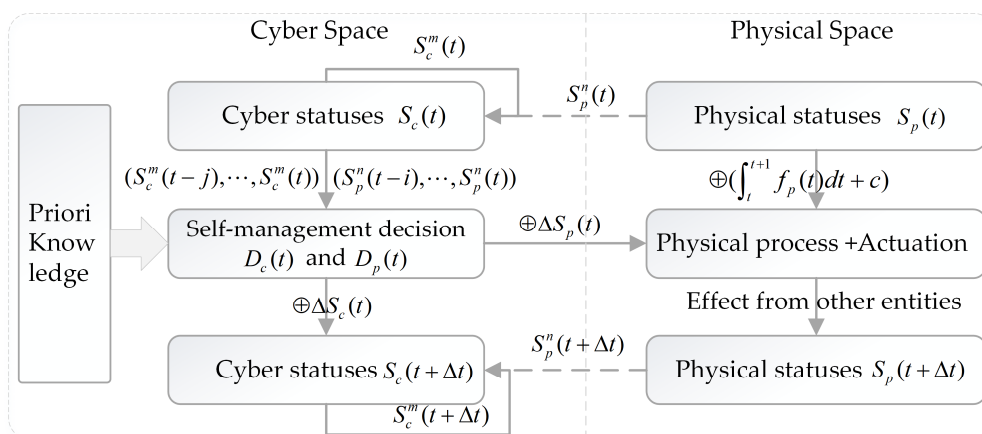 Cyber Space
Physical Space
S_c^m(t)
S_p^n(t)
Cyber statuses S_c(t)
Physical statuses S_p(t)
(S_c^m(t−j),⋯,S_c^m(t)) (S_p^n(t−i),⋯,S_p^n(t))
⊕(∫_t^{t+1} f_p(t)dt + c)
Priori
Know
ledge
Self-management decision
D_c(t) and D_p(t)
⊕ΔS_p(t)
Physical process +Actuation
⊕ΔS_c(t)
Effect from other entities
S_p^n(t+Δt)
Cyber statuses S_c(t+Δt)
Physical statuses S_p(t+Δt)
S_c^m(t+Δt)